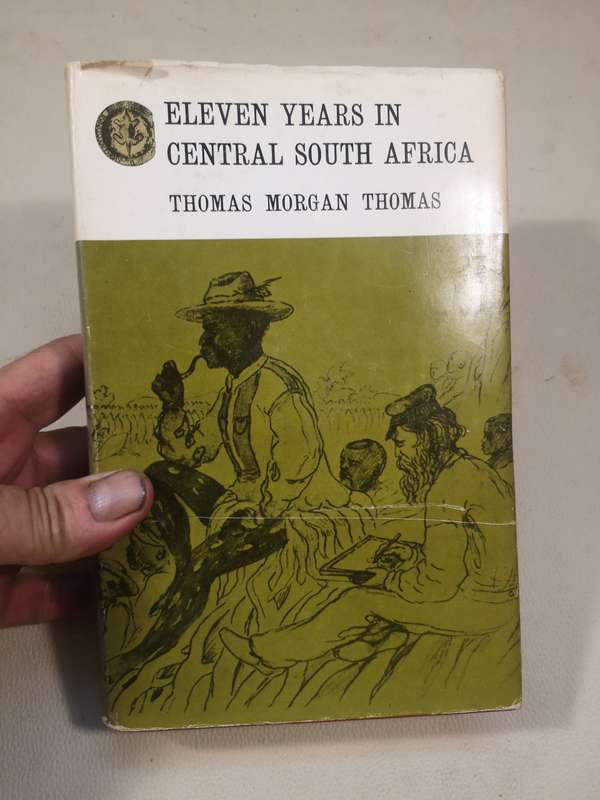 ELEVEN YEARS IN
CENTRAL SOUTH AFRICA
THOMAS MORGAN THOMAS